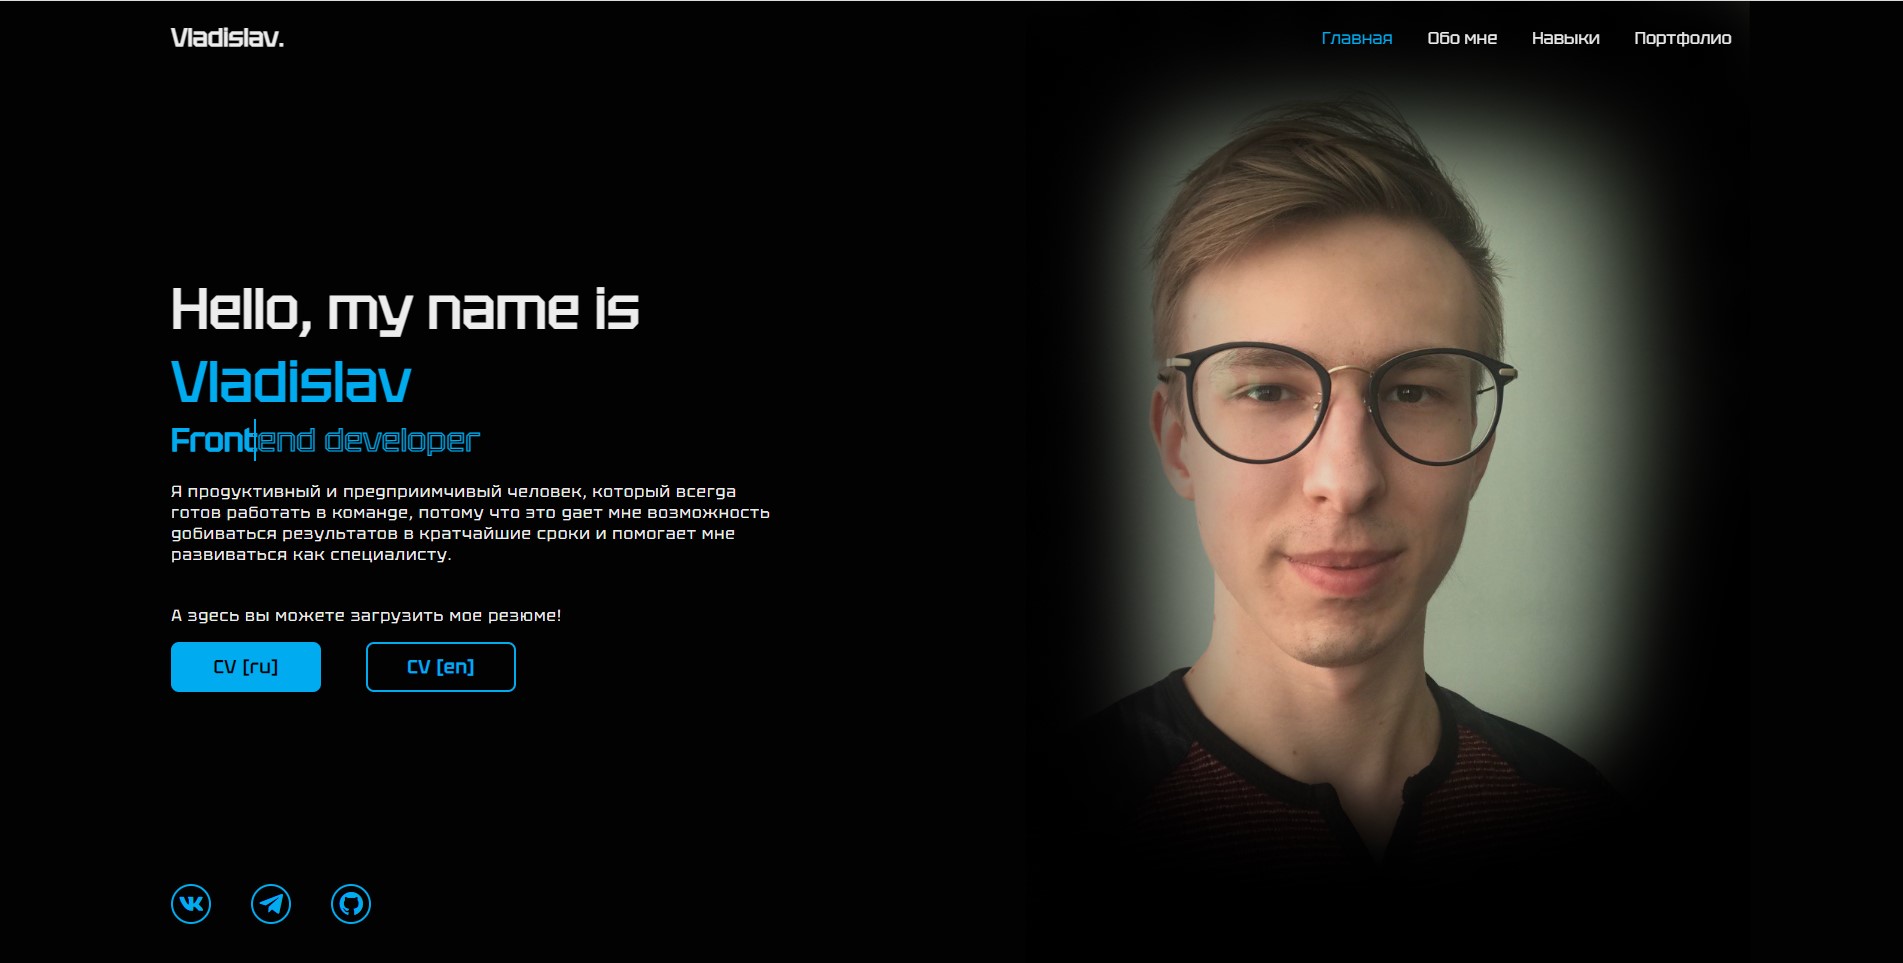 Vladislav.
Главная Обо мне Навыки Портфолио
Hello, my name is
Vladislav
Frontend developer
Я продуктивный и предприимчивый человек, который всегда
готов работать в команде, потому что это дает мне возможность
добиваться результатов в кратчайшие сроки и помогает мне
развиваться как специалисту.
А здесь вы можете загрузить мое резюме!
CV [ru] CV [en]